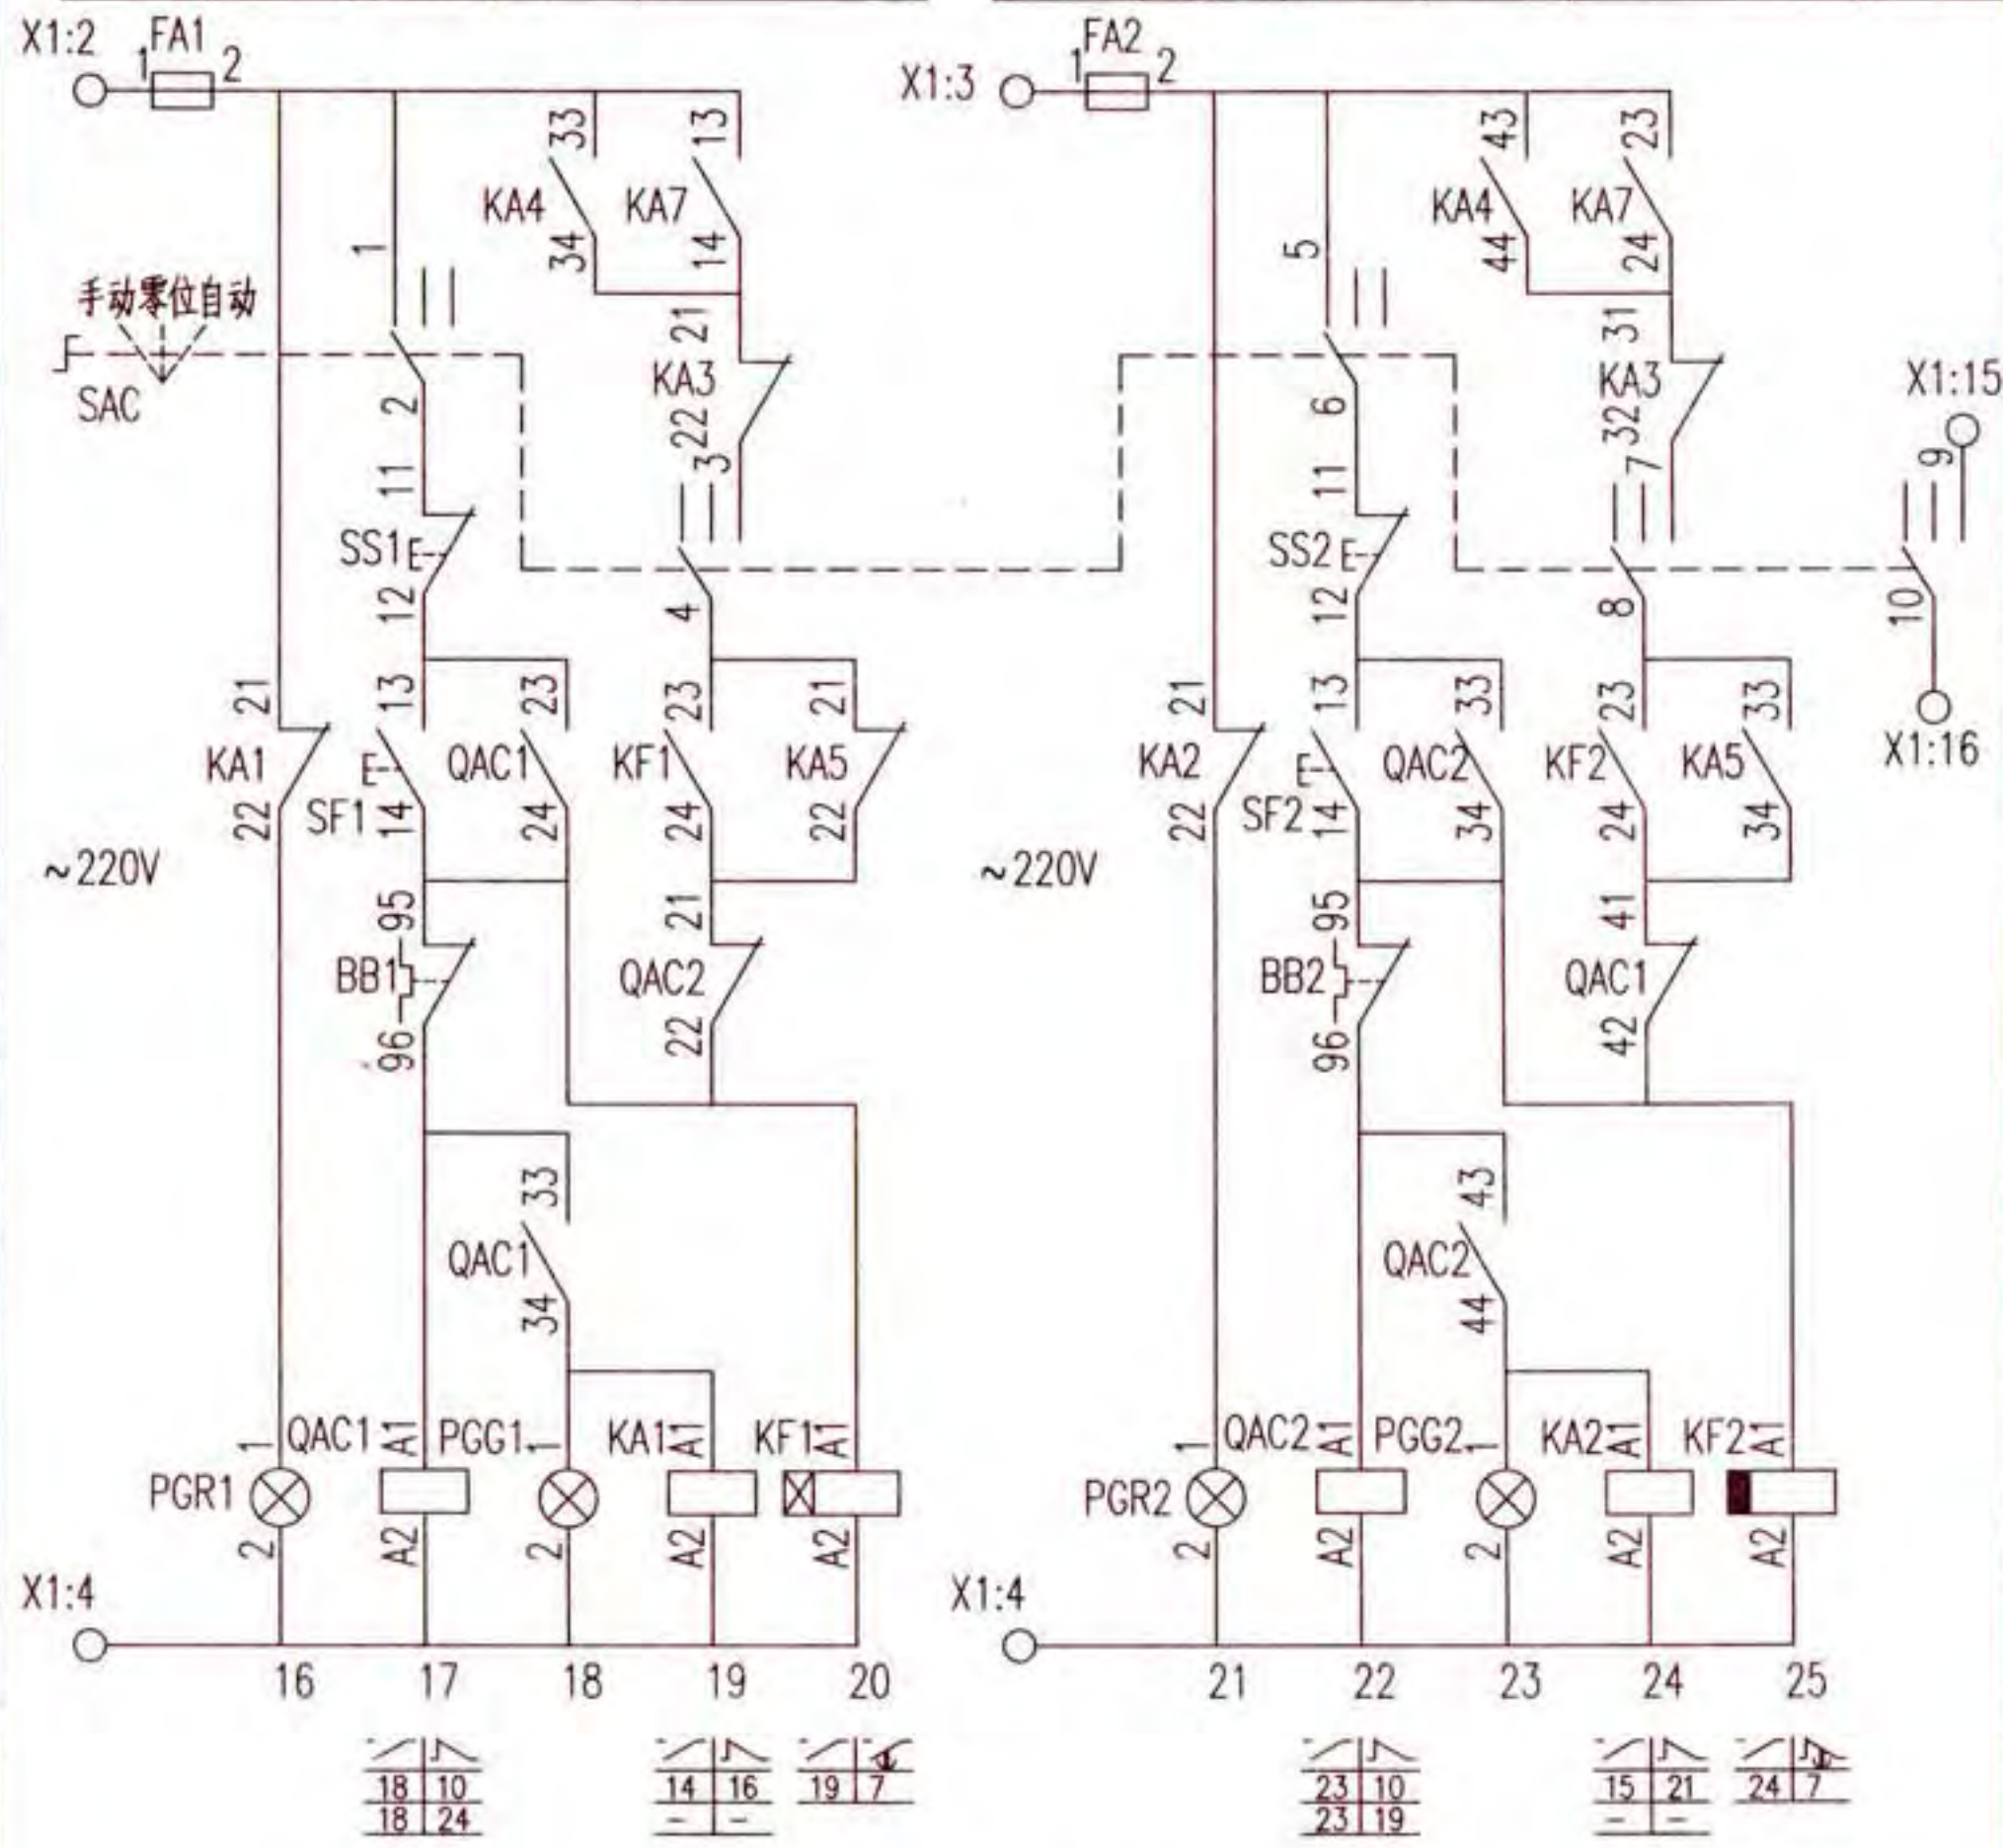 X1:2
FA1
1
2
X1:3
FA2
1
2
33
13
KA4
KA7
34
14
1
43
23
KA4
KA7
44
24
5
手动零位自动
SAC
2
21
KA3
22
3
6
31
KA3
32
7
X1:15
9
11
SS1
12
4
11
SS2
12
8
10
X1:16
21
KA1
22
13
SF1
14
23
QAC1
24
23
KF1
24
21
KA5
22
21
KA2
22
13
SF2
14
33
QAC2
34
23
KF2
24
33
KA5
34
~220V
~220V
95
BB1
96
21
QAC2
22
95
BB2
96
41
QAC1
42
33
QAC1
34
43
QAC2
44
1
PGR1
2
QAC1
A1
A2
PGG1
1
2
KA1
A1
A2
KF1
A1
A2
1
PGR2
2
QAC2
A1
A2
PGG2
1
2
KA2
A1
A2
KF2
A1
A2
X1:4
X1:4
16 17 18 19 20 21 22 23 24 25
18 10 14 16 19 7 23 10 15 21 24 7
18 24 - - 23 19 - -